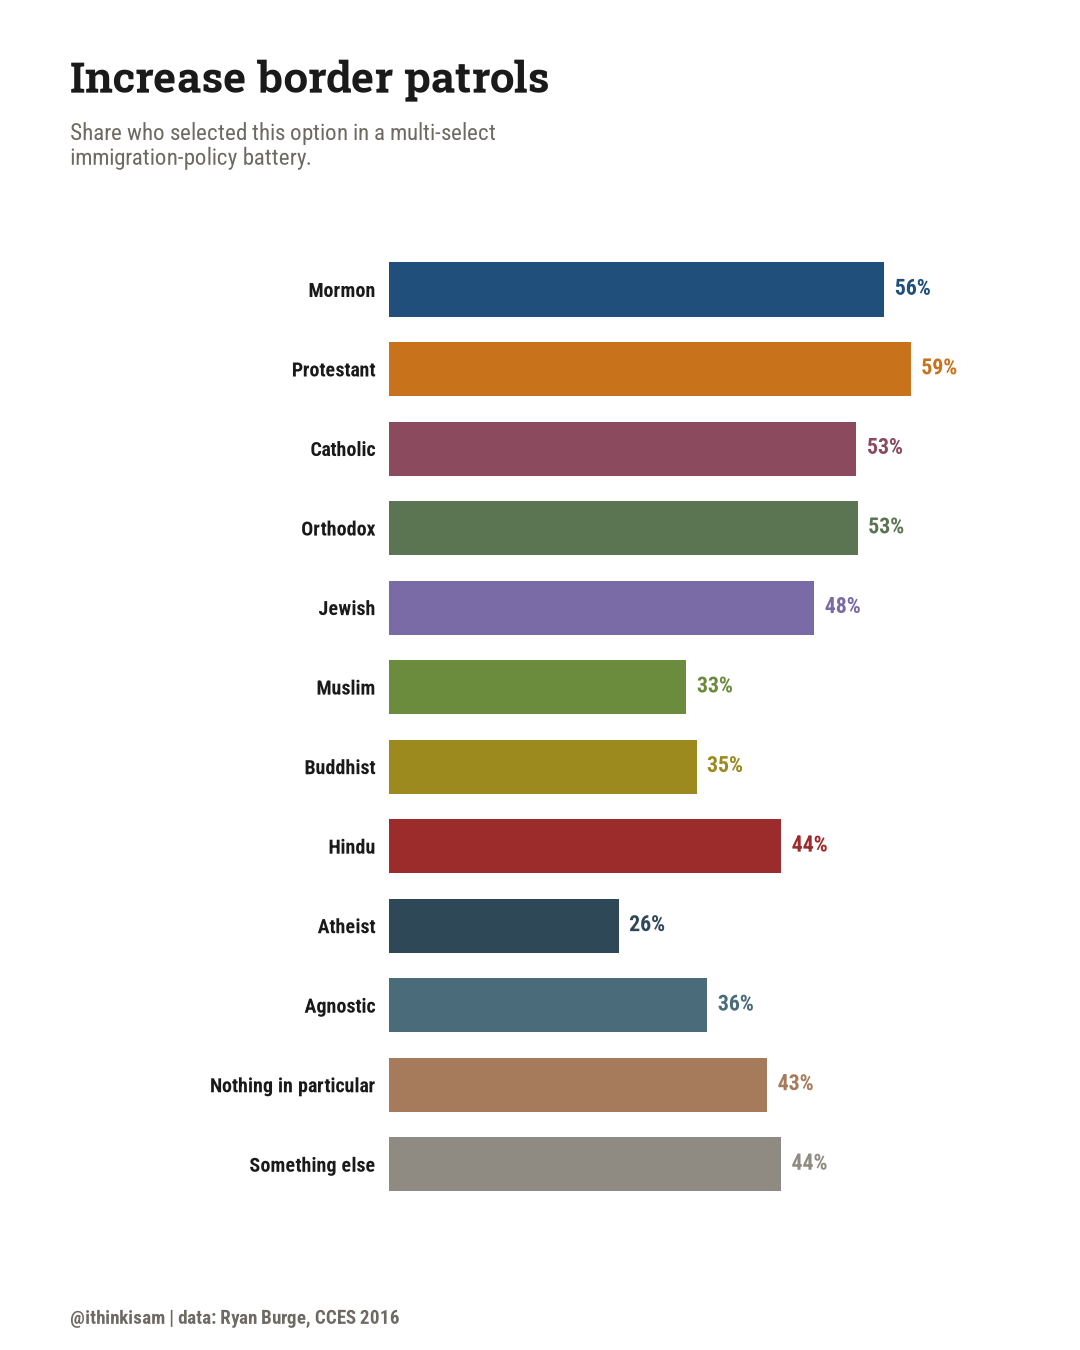 Increase border patrols
Share who selected this option in a multi-select
immigration-policy battery.
Mormon 56%
Protestant 59%
Catholic 53%
Orthodox 53%
Jewish 48%
Muslim 33%
Buddhist 35%
Hindu 44%
Atheist 26%
Agnostic 36%
Nothing in particular 43%
Something else 44%
@ithinkisam | data: Ryan Burge, CCES 2016